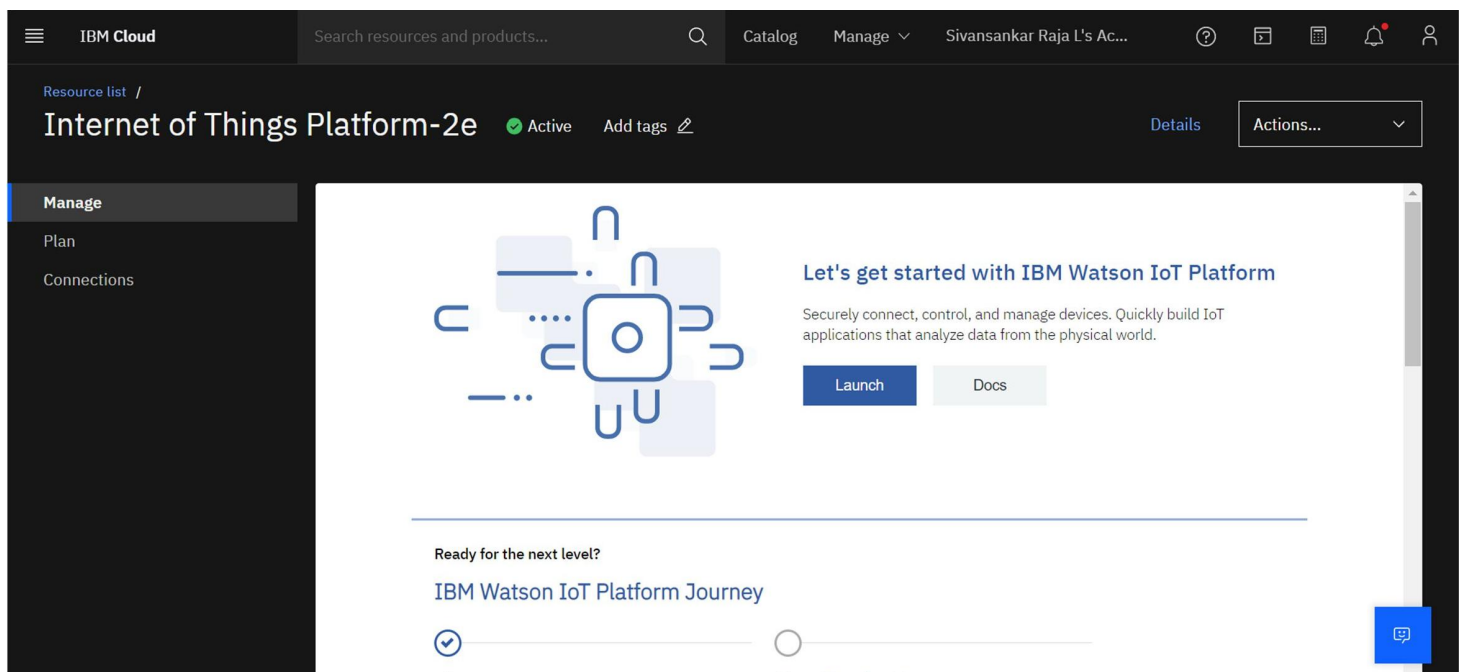 IBM Cloud
Search resources and products...
Catalog
Manage
Sivansankar Raja L's Ac...
Resource list /
Internet of Things Platform-2e
Active
Add tags
Details
Actions...
Manage
Plan
Connections
Let's get started with IBM Watson IoT Platform
Securely connect, control, and manage devices. Quickly build IoT
applications that analyze data from the physical world.
Launch
Docs
Ready for the next level?
IBM Watson IoT Platform Journey